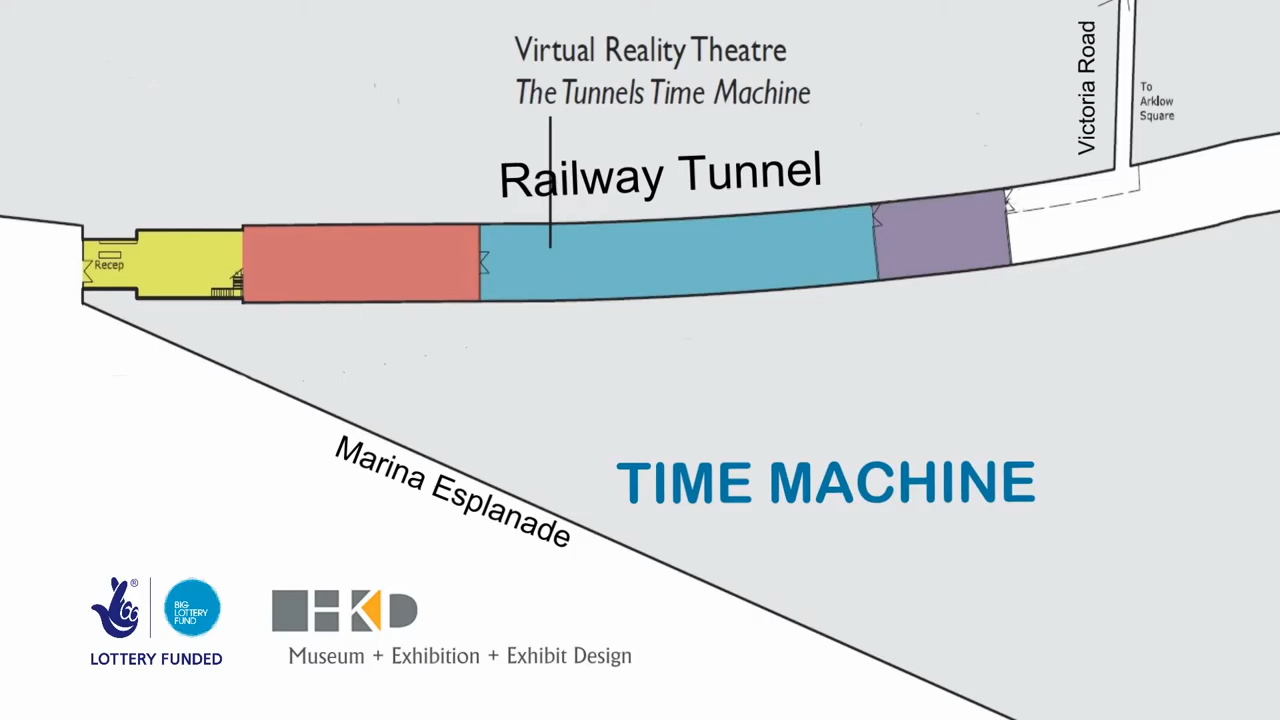 Virtual Reality Theatre
The Tunnels Time Machine
Victoria Road
To
Arklow
Square
Railway Tunnel
Recep
Marina Esplanade
TIME MACHINE
®
BIG
LOTTERY
FUND
LOTTERY FUNDED
HKD
Museum + Exhibition + Exhibit Design